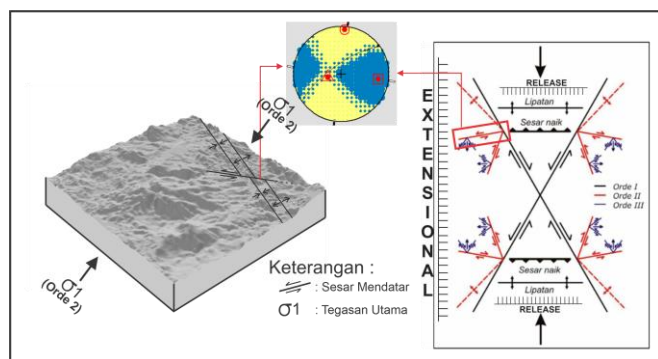 σ1
(Orde 2)
σ1
(Orde 2)
Keterangan :
: Sesar Mendatar
σ1 : Tegasan Utama
EXTENSIONAL
RELEASE
Lipatan
Sesar naik
Orde I
Orde II
Orde III
Sesar naik
Lipatan
RELEASE